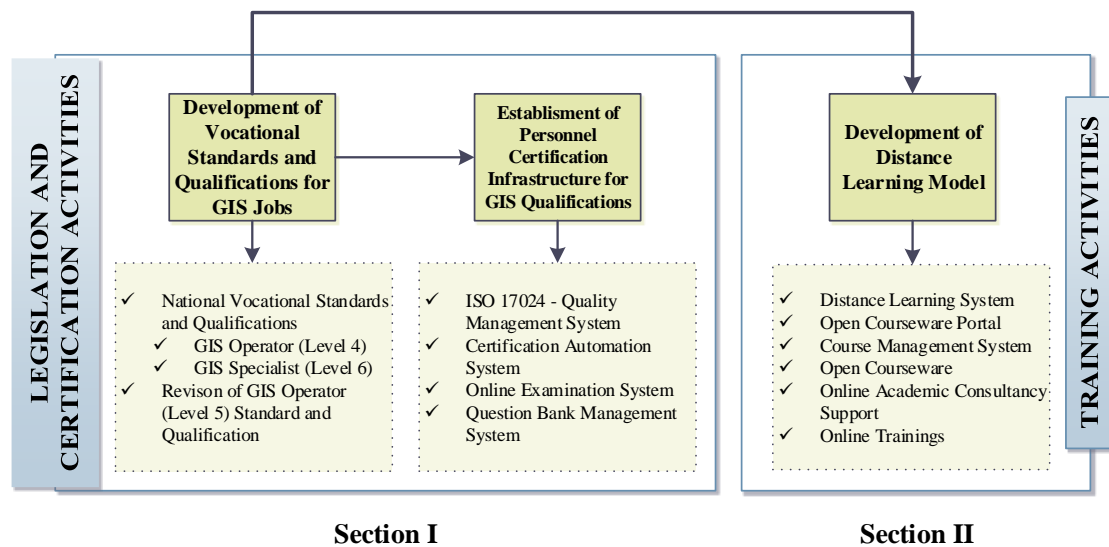 LEGISLATION AND
CERTIFICATION ACTIVITIES
Development of
Vocational
Standards and
Qualifications for
GIS Jobs
Establisment of
Personnel
Certification
Infrastructure for
GIS Qualifications
✓ National Vocational Standards
and Qualifications
✓ GIS Operator (Level 4)
✓ GIS Specialist (Level 6)
✓ Revison of GIS Operator
(Level 5) Standard and
Qualification
✓ ISO 17024 - Quality
Management System
✓ Certification Automation
System
✓ Online Examination System
✓ Question Bank Management
System
Section I
Development of
Distance
Learning Model
✓ Distance Learning System
✓ Open Courseware Portal
✓ Course Management System
✓ Open Courseware
✓ Online Academic Consultancy
Support
✓ Online Trainings
TRAINING ACTIVITIES
Section II